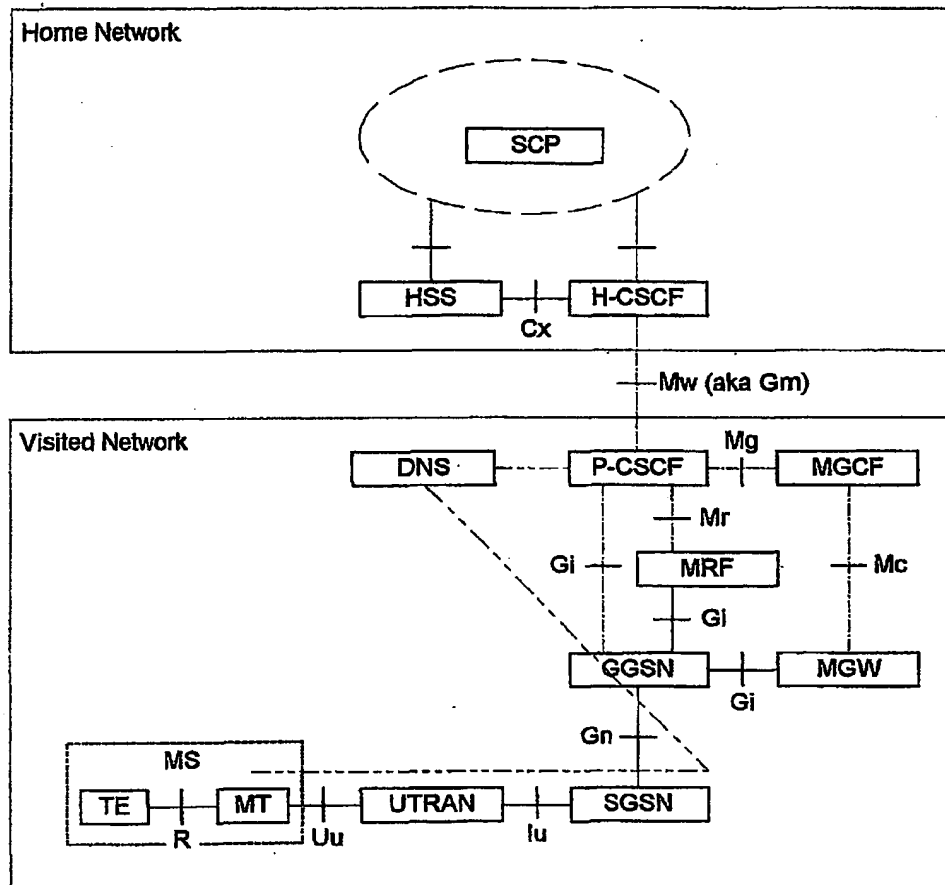 Home Network
SCP
HSS
H-CSCF
Cx
Mw (aka Gm)
Visited Network
DNS
P-CSCF
Mg
MGCF
Mr
Gi
MRF
Mc
Gi
GGSN
MGW
Gi
Gn
MS
TE
MT
UTRAN
SGSN
R
Uu
Iu